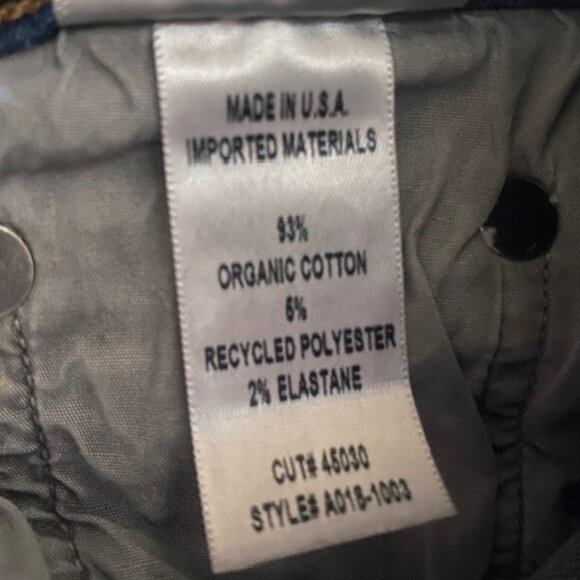 MADE IN U.S.A.
IMPORTED MATERIALS
93%
ORGANIC COTTON
5%
RECYCLED POLYESTER
2% ELASTANE
CUT# 45030
STYLE# A018-1003